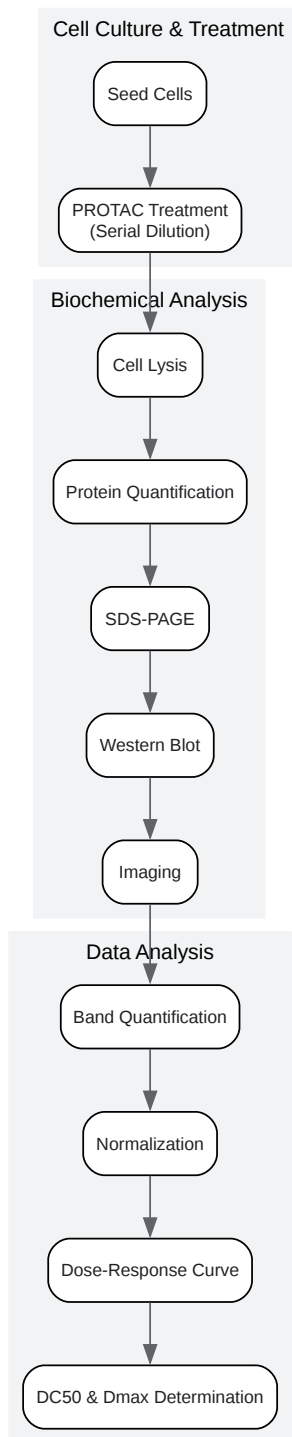 Cell Culture & Treatment
Seed Cells
PROTAC Treatment
(Serial Dilution)
Biochemical Analysis
Cell Lysis
Protein Quantification
SDS-PAGE
Western Blot
Imaging
Data Analysis
Band Quantification
Normalization
Dose-Response Curve
DC50 & Dmax Determination